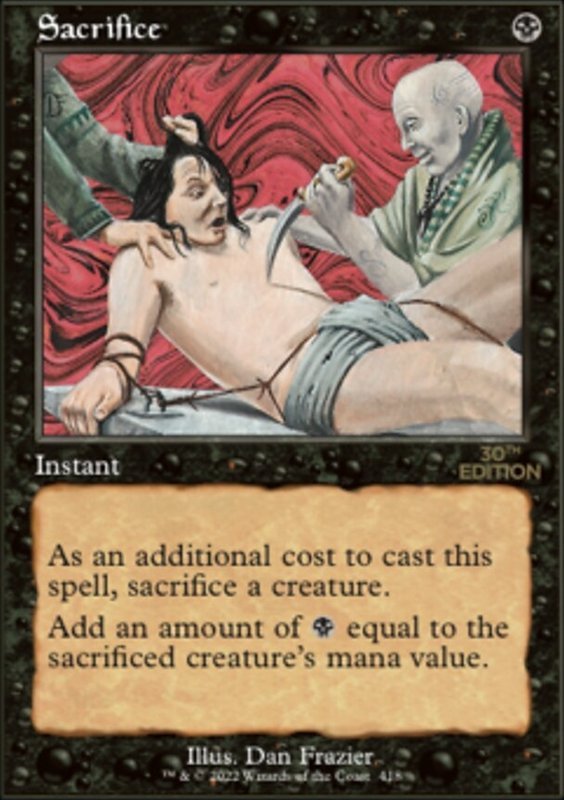 Sacrifice
Instant
30TH
EDITION
As an additional cost to cast this
spell, sacrifice a creature.
Add an amount of equal to the
sacrificed creature's mana value.
Illus. Dan Frazier
™ & © 2022 Wizards of the Coast 418